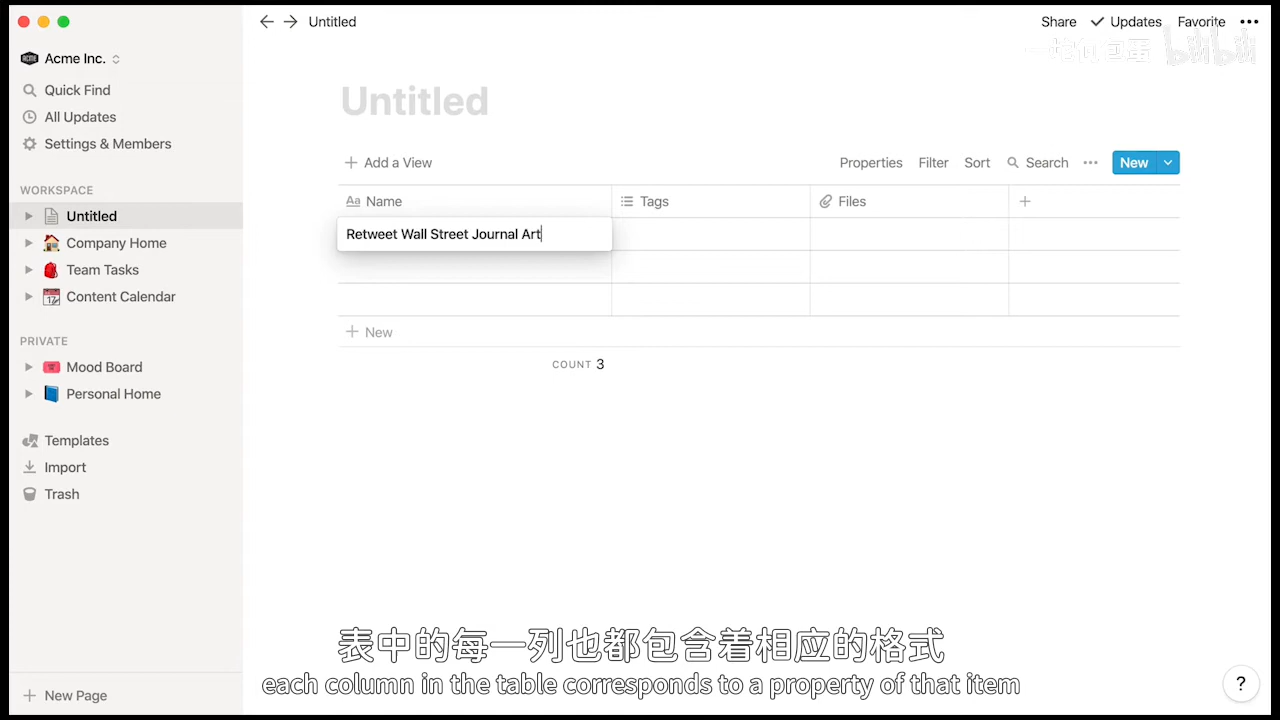 Untitled
Share
Updates
Favorite
Acme Inc.
Quick Find
All Updates
Settings & Members
WORKSPACE
Untitled
Company Home
Team Tasks
Content Calendar
PRIVATE
Mood Board
Personal Home
Templates
Import
Trash
New Page
Untitled
Add a View
Properties
Filter
Sort
Search
New
Aa Name
Tags
Files
Retweet Wall Street Journal Art
New
COUNT 3
表中的每一列也都包含着相应的格式
each column in the table corresponds to a property of that item
?
bilibili